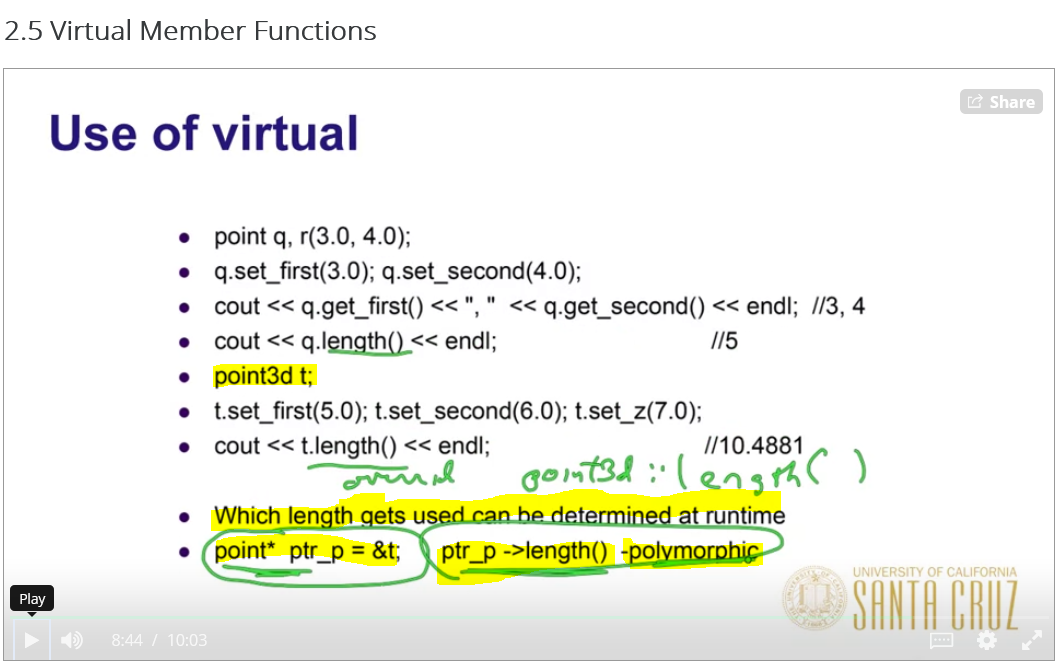 2.5 Virtual Member Functions
Share
Use of virtual
• point q, r(3.0, 4.0);
• q.set_first(3.0); q.set_second(4.0);
• cout << q.get_first() << ", " << q.get_second() << endl; //3, 4
• cout << q.length() << endl; //5
• point3d t;
• t.set_first(5.0); t.set_second(6.0); t.set_z(7.0);
• cout << t.length() << endl; //10.4881
point3d :: length( )
• Which length gets used can be determined at runtime
• point* ptr_p = &t; ptr_p ->length() -polymorphic
UNIVERSITY OF CALIFORNIA
SANTA CRUZ
Play
8:44 / 10:03